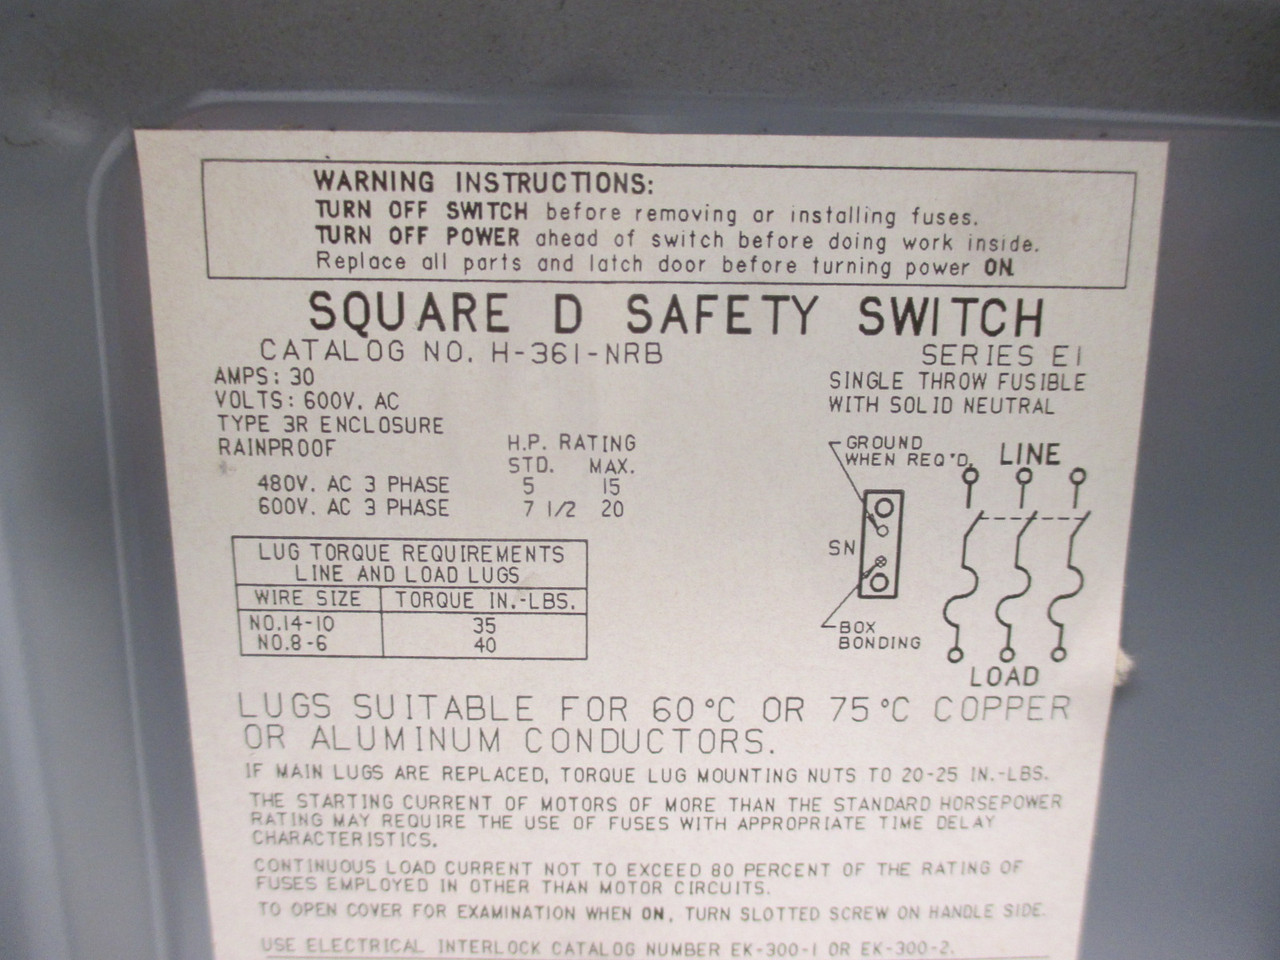 WARNING INSTRUCTIONS:
TURN OFF SWITCH before removing or installing fuses.
TURN OFF POWER ahead of switch before doing work inside.
Replace all parts and latch door before turning power ON.
SQUARE D SAFETY SWITCH
CATALOG NO. H-361-NRB
SERIES E1
AMPS: 30
VOLTS: 600V. AC
TYPE 3R ENCLOSURE
RAINPROOF
SINGLE THROW FUSIBLE
WITH SOLID NEUTRAL
H.P. RATING
STD. MAX.
480V. AC 3 PHASE 5 15
600V. AC 3 PHASE 7 1/2 20
GROUND
WHEN REQ'D.
LINE
SN
BOX
BONDING
LOAD
LUG TORQUE REQUIREMENTS
LINE AND LOAD LUGS
WIRE SIZE TORQUE IN.-LBS.
NO.14-10 35
NO.8-6 40
LUGS SUITABLE FOR 60°C OR 75°C COPPER
OR ALUMINUM CONDUCTORS.
IF MAIN LUGS ARE REPLACED, TORQUE LUG MOUNTING NUTS TO 20-25 IN.-LBS.
THE STARTING CURRENT OF MOTORS OF MORE THAN THE STANDARD HORSEPOWER
RATING MAY REQUIRE THE USE OF FUSES WITH APPROPRIATE TIME DELAY
CHARACTERISTICS.
CONTINUOUS LOAD CURRENT NOT TO EXCEED 80 PERCENT OF THE RATING OF
FUSES EMPLOYED IN OTHER THAN MOTOR CIRCUITS.
TO OPEN COVER FOR EXAMINATION WHEN ON, TURN SLOTTED SCREW ON HANDLE SIDE.
USE ELECTRICAL INTERLOCK CATALOG NUMBER EK-300-1 OR EK-300-2.